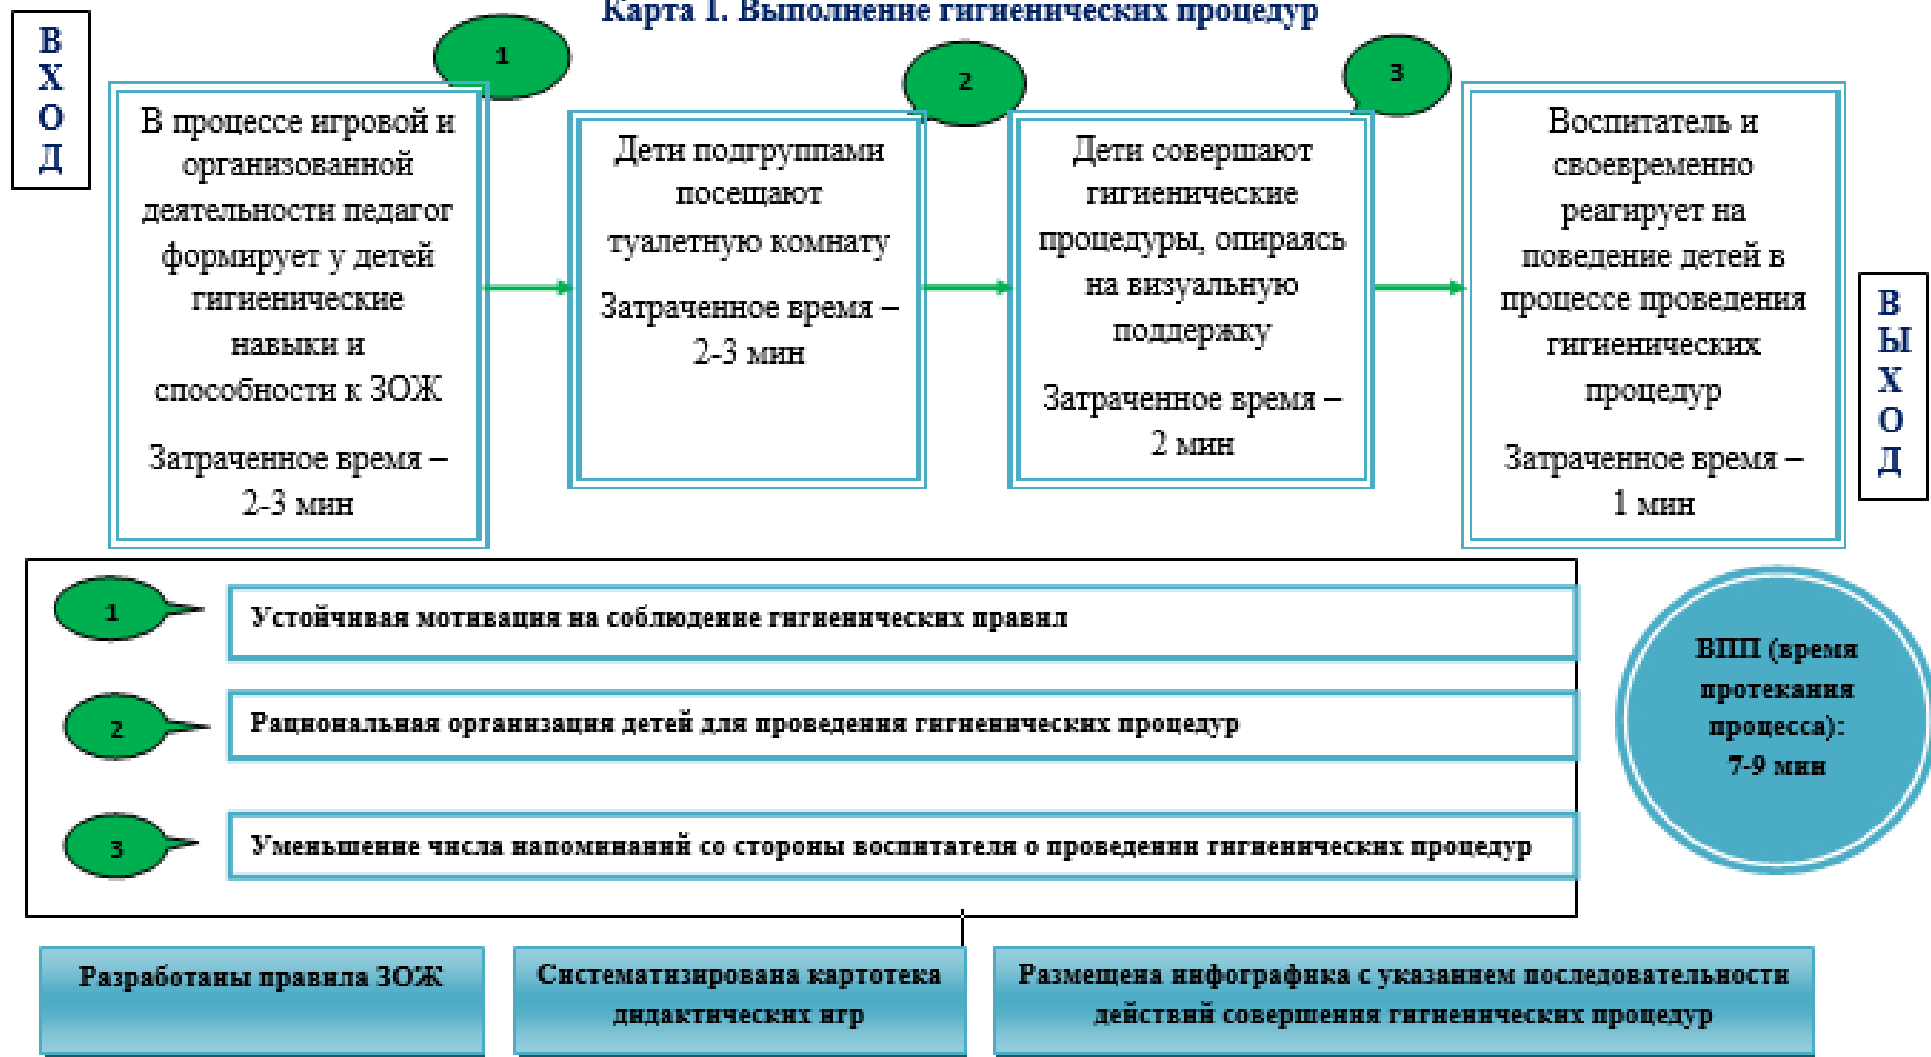 Карта 1. Выполнение гигиенических процедур
В
Х
О
Д
1
2
3
В процессе игровой и
организованной
деятельности педагог
формирует у детей
гигиенические
навыки и
способности к ЗОЖ
Затраченное время –
2-3 мин
Дети подгруппами
посещают
туалетную комнату
Затраченное время –
2-3 мин
Дети совершают
гигиенические
процедуры, опираясь
на визуальную
поддержку
Затраченное время –
2 мин
Воспитатель и
своевременно
реагирует на
поведение детей в
процессе проведения
гигиенических
процедур
Затраченное время –
1 мин
В
Ы
Х
О
Д
1
Устойчивая мотивация на соблюдение гигиенических правил
2
Рациональная организация детей для проведения гигиенических процедур
3
Уменьшение числа напоминаний со стороны воспитателя о проведении гигиенических процедур
ВПП (время
протекания
процесса):
7-9 мин
Разработаны правила ЗОЖ
Систематизирована картотека
дидактических игр
Размещена инфографика с указанием последовательности
действий совершения гигиенических процедур